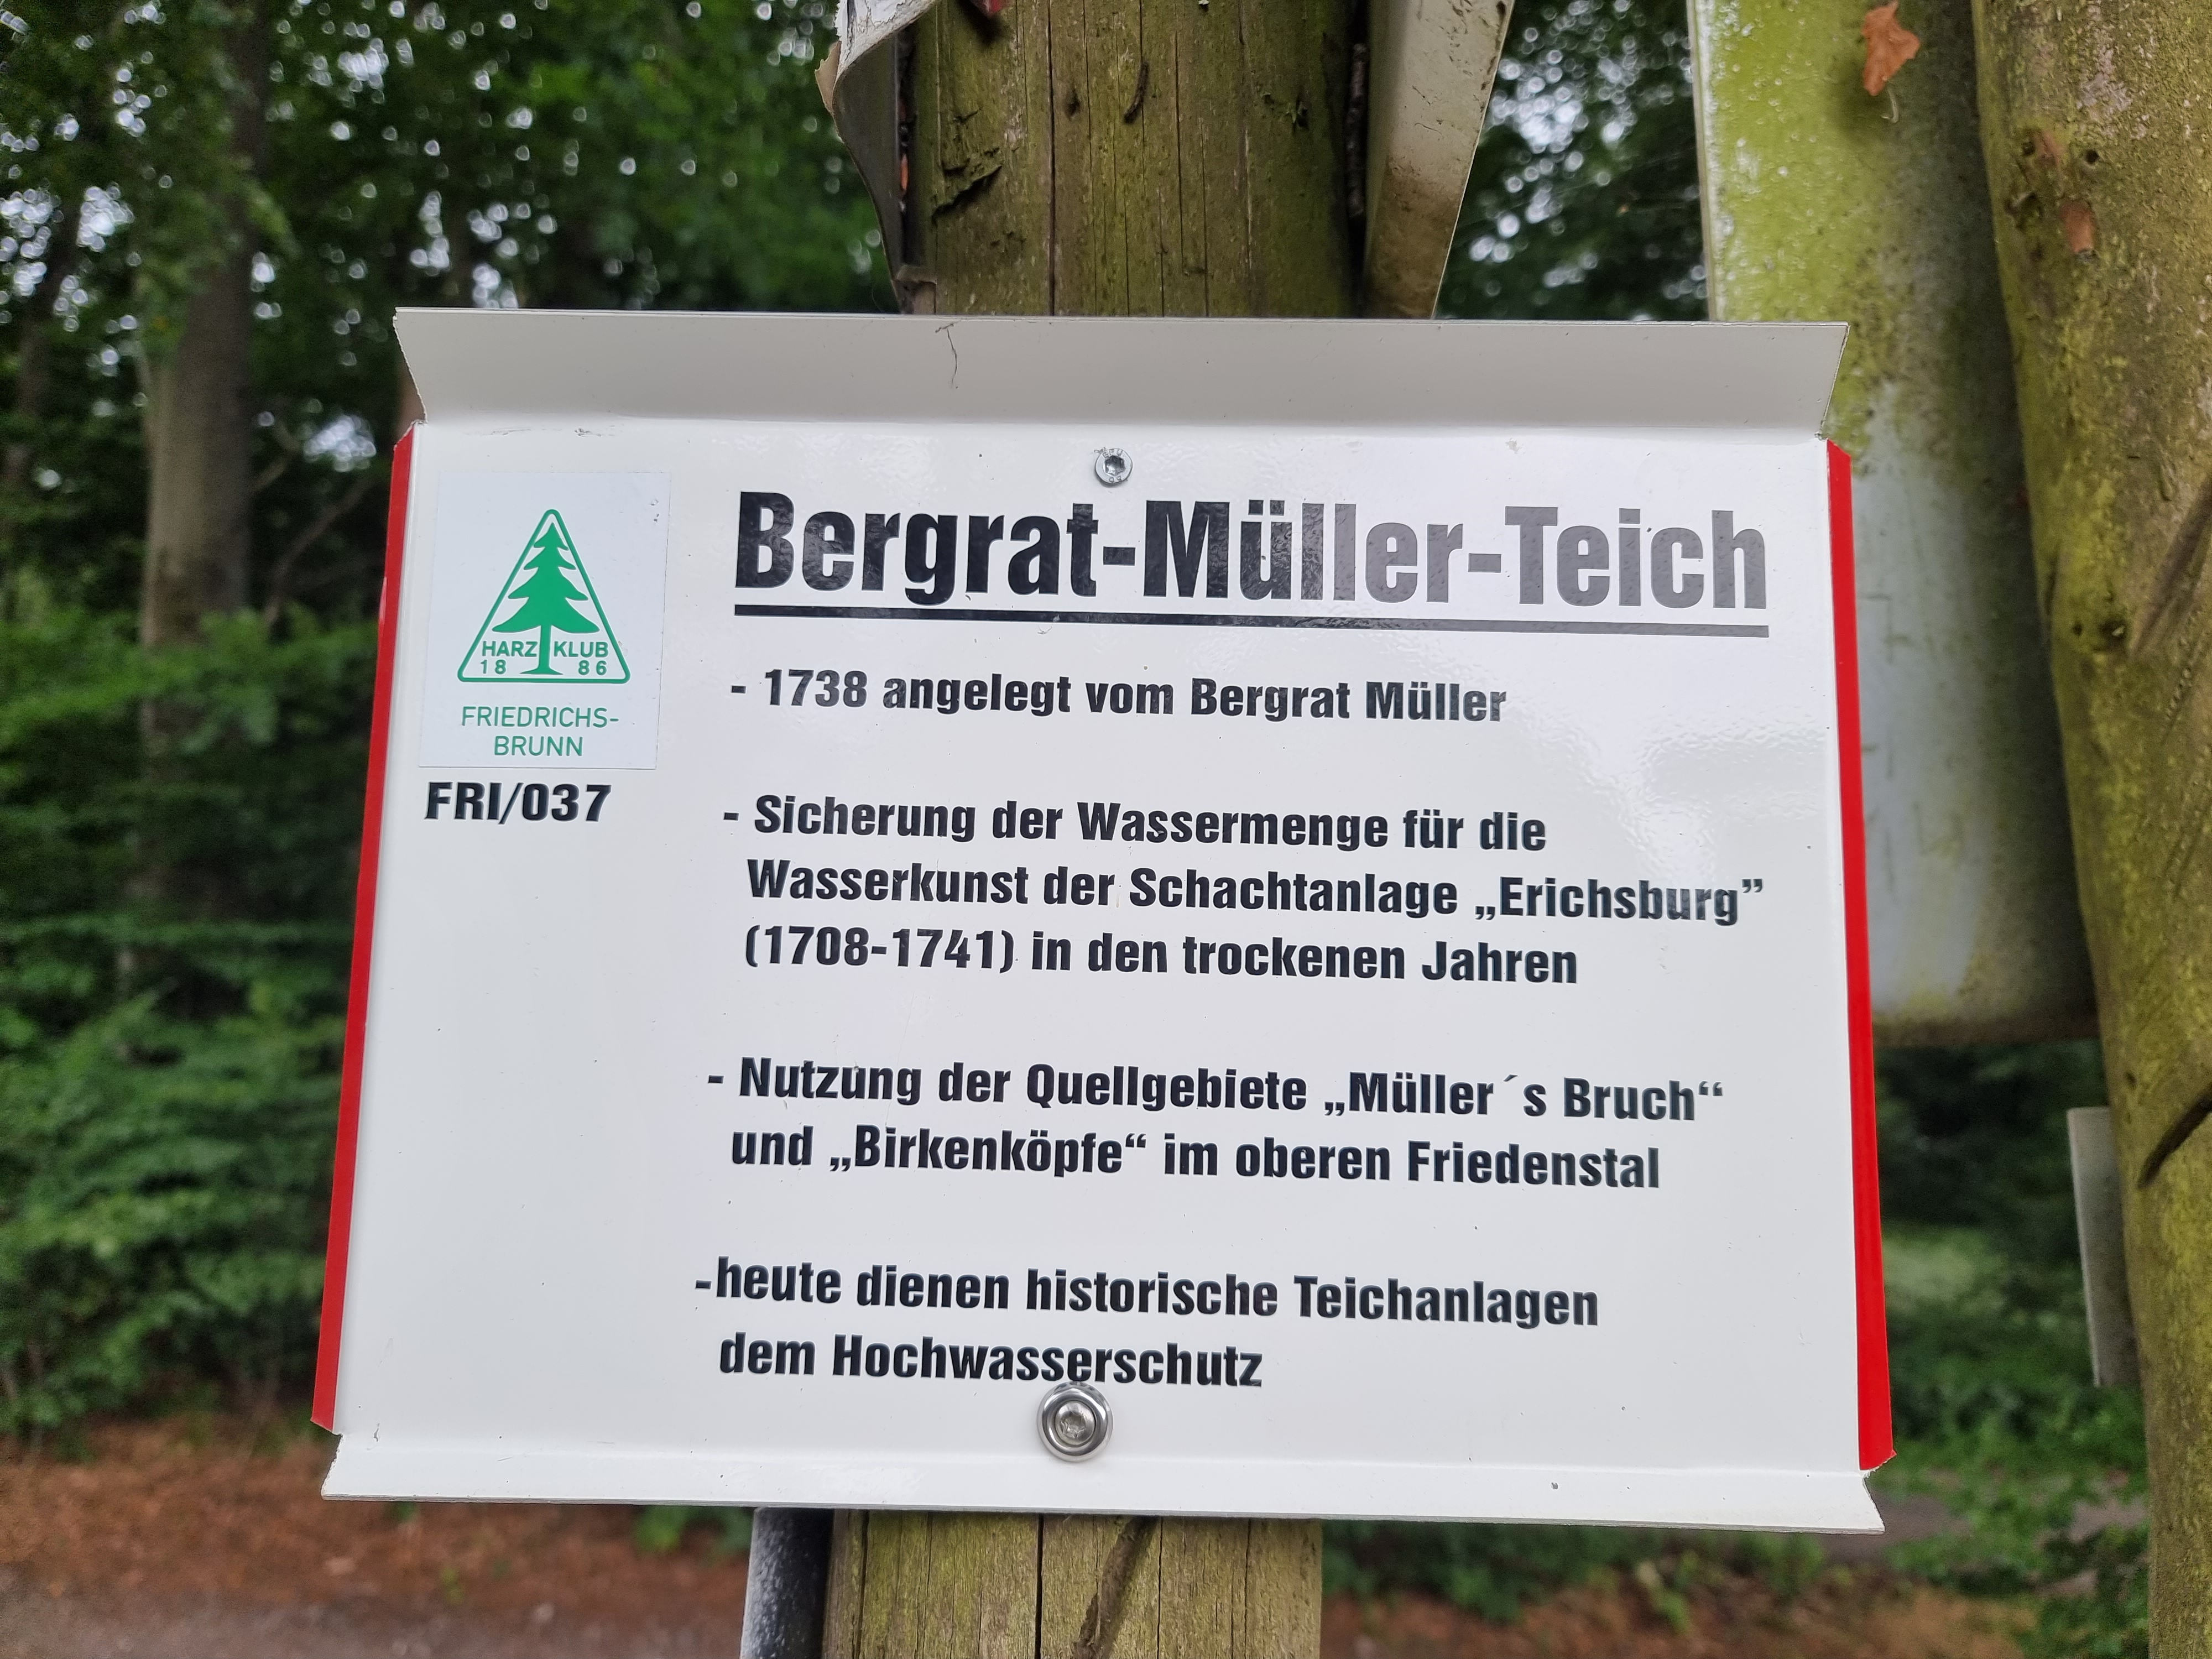 HARZ KLUB
18 86
FRIEDRICHS-
BRUNN
FRI/037
Bergrat-Müller-Teich
- 1738 angelegt vom Bergrat Müller
- Sicherung der Wassermenge für die
Wasserkunst der Schachtanlage „Erichsburg”
(1708-1741) in den trockenen Jahren
- Nutzung der Quellgebiete „Müller´s Bruch“
und „Birkenköpfe“ im oberen Friedenstal
-heute dienen historische Teichanlagen
dem Hochwasserschutz